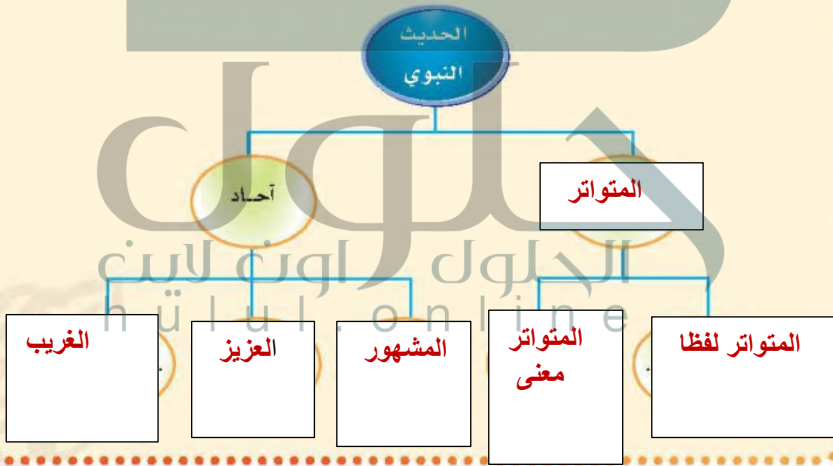 الحديث
النبوي
المتواتر
آحاد
المتواتر لفظا
المتواتر
معنى
المشهور
العزيز
الغريب
حلول
الحلول اون لاين
hulul.online